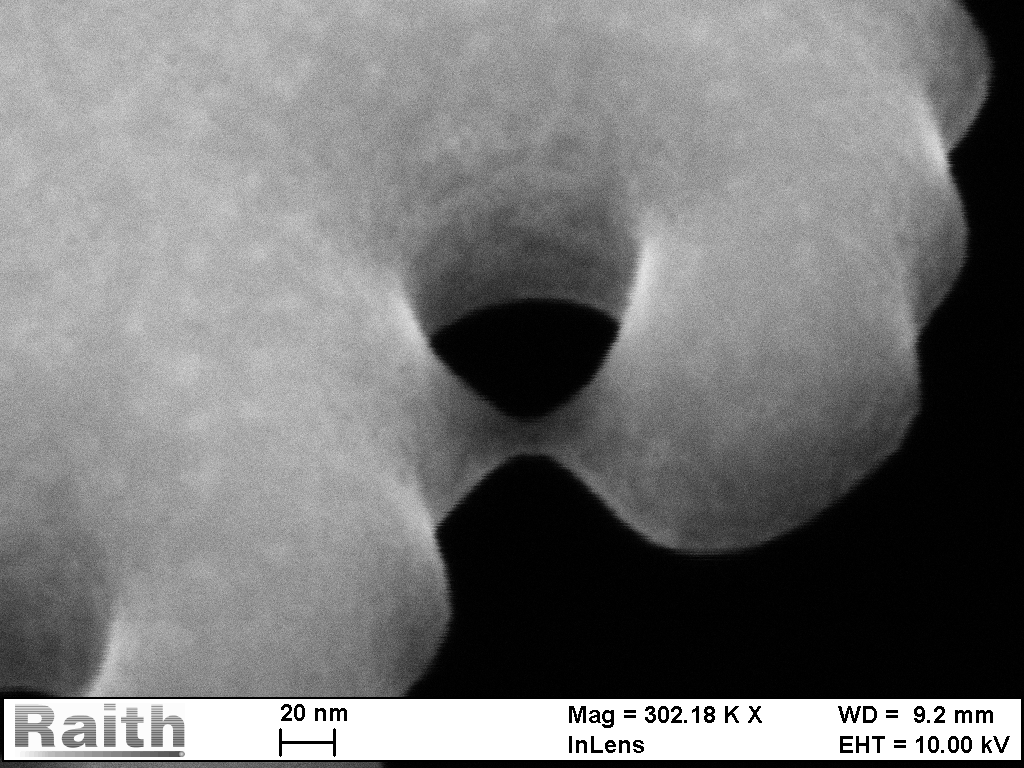 Raith
20 nm
Mag = 302.18 K X
WD = 9.2 mm
InLens
EHT = 10.00 kV